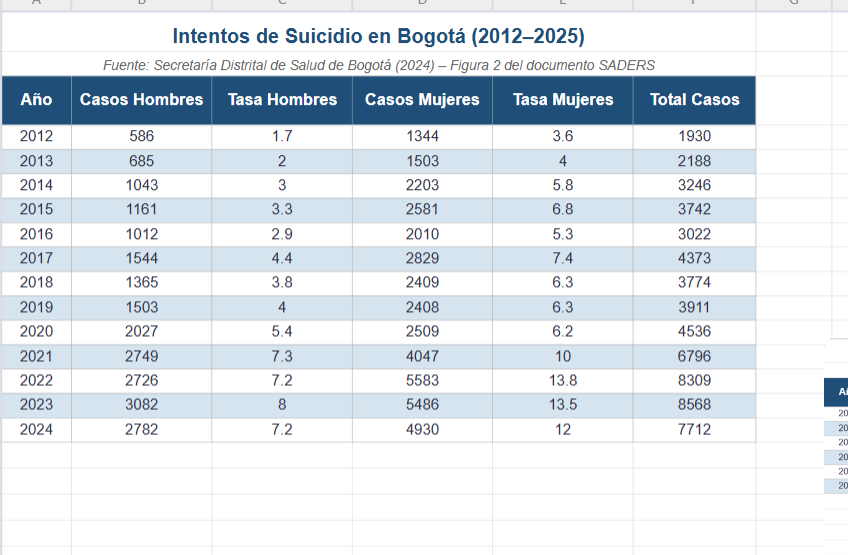 A B C D E F G
Intentos de Suicidio en Bogotá (2012–2025)
Fuente: Secretaría Distrital de Salud de Bogotá (2024) – Figura 2 del documento SADERS
Año Casos Hombres Tasa Hombres Casos Mujeres Tasa Mujeres Total Casos
2012 586 1.7 1344 3.6 1930
2013 685 2 1503 4 2188
2014 1043 3 2203 5.8 3246
2015 1161 3.3 2581 6.8 3742
2016 1012 2.9 2010 5.3 3022
2017 1544 4.4 2829 7.4 4373
2018 1365 3.8 2409 6.3 3774
2019 1503 4 2408 6.3 3911
2020 2027 5.4 2509 6.2 4536
2021 2749 7.3 4047 10 6796
2022 2726 7.2 5583 13.8 8309
2023 3082 8 5486 13.5 8568
2024 2782 7.2 4930 12 7712